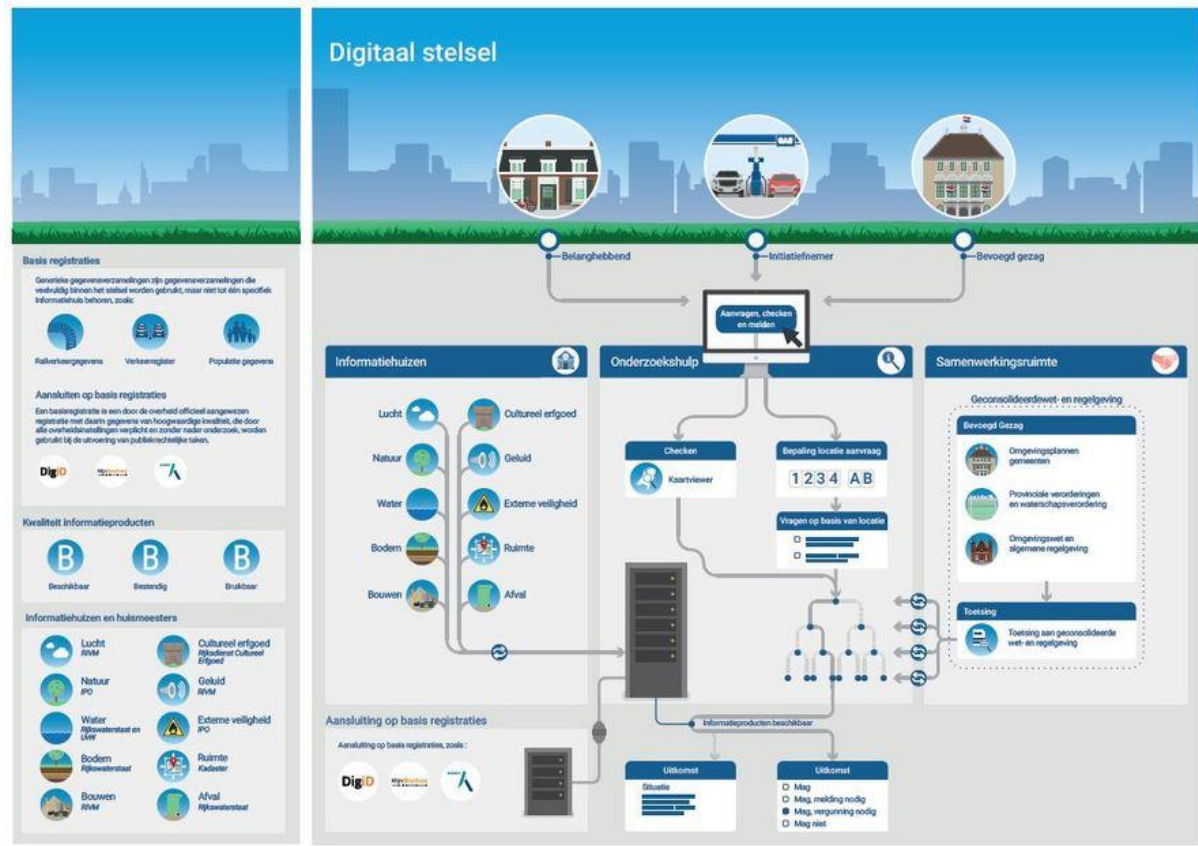 Digitaal stelsel
GAS
Belanghebbend
Initiatiefnemer
Bevoegd gezag
Aanvragen, checken
en melden
Basis registraties
Generieke gegevensverzamelingen zijn gegevensverzamelingen die
veelvuldig binnen het stelsel worden gebruikt, maar niet tot één specifiek
Informatiehuis behoren, zoals:
Railverkeergegevens
Verkeerregister
Populatie gegevens
Aansluiten op basis registraties
Een basisregistratie is een door de overheid officieel aangewezen
registratie met daarin gegevens van hoogwaardige kwaliteit, die door
alle overheidsinstellingen verplicht en zonder nader onderzoek, worden
gebruikt bij de uitvoering van publiekrechtelijke taken.
DigiD
Kwaliteit informatieproducten
B
B
B
Beschikbaar
Bestendig
Bruikbaar
Informatiehuizen en huismeesters
Lucht
RIVM
Cultureel erfgoed
Rijksdienst Cultureel
Erfgoed
Natuur
IPO
Geluid
RIVM
Water
Rijkswaterstaat en
UVW
Externe veiligheid
IPO
Bodem
Rijkswaterstaat
Ruimte
Kadaster
Bouwen
RIVM
Afval
Rijkswaterstaat
Informatiehuizen
Lucht
Cultureel erfgoed
Natuur
Geluid
Water
Externe veiligheid
Bodem
Ruimte
Bouwen
Afval
Onderzoekshulp
Checken
Kaartviewer
Bepaling locatie aanvraag
1234 AB
Vragen op basis van locatie
Samenwerkingsruimte
Geconsolideerdewet- en regelgeving
Bevoegd Gezag
Omgevingsplannen
gemeenten
Provinciale verordeningen
en waterschapsverordening
Omgevingswet en
algemene regelgeving
Toetsing
Toetsing aan geconsolideerde
wet- en regelgeving
Aansluiting op basis registraties
Aansluiting op basis registraties, zoals :
DigiD
Informatieproducten beschikbaar
Uitkomst
Situatie
Uitkomst
Mag
Mag, melding nodig
Mag, vergunning nodig
Mag niet